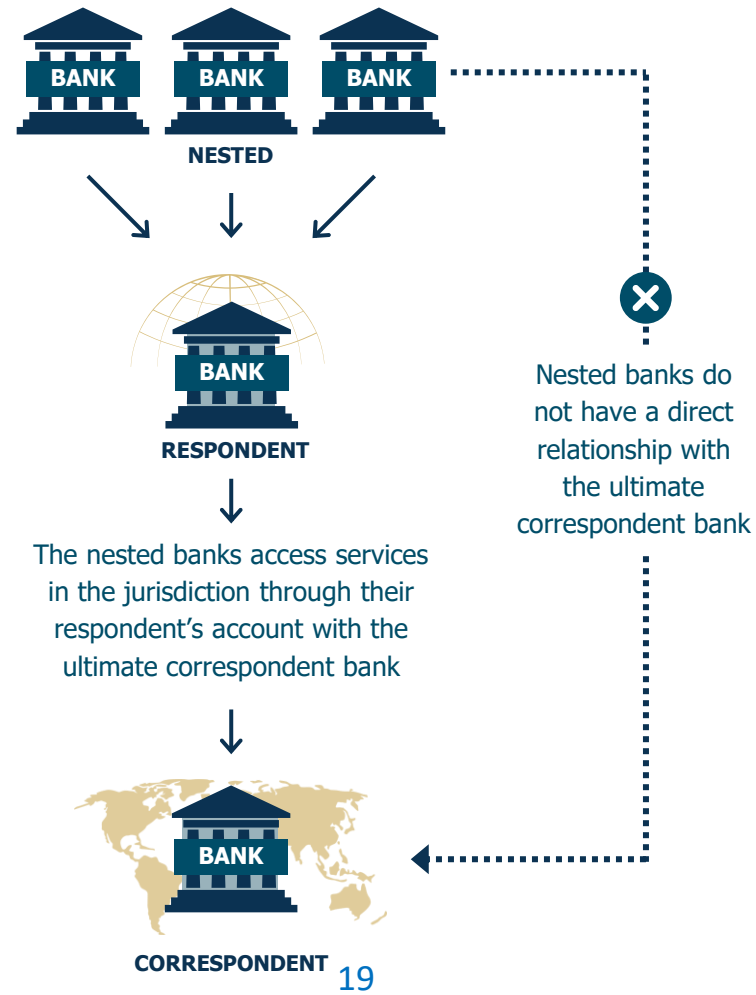 BANK
BANK
BANK
NESTED
BANK
RESPONDENT
Nested banks do
not have a direct
relationship with
the ultimate
correspondent bank
The nested banks access services
in the jurisdiction through their
respondent’s account with the
ultimate correspondent bank
BANK
CORRESPONDENT
19